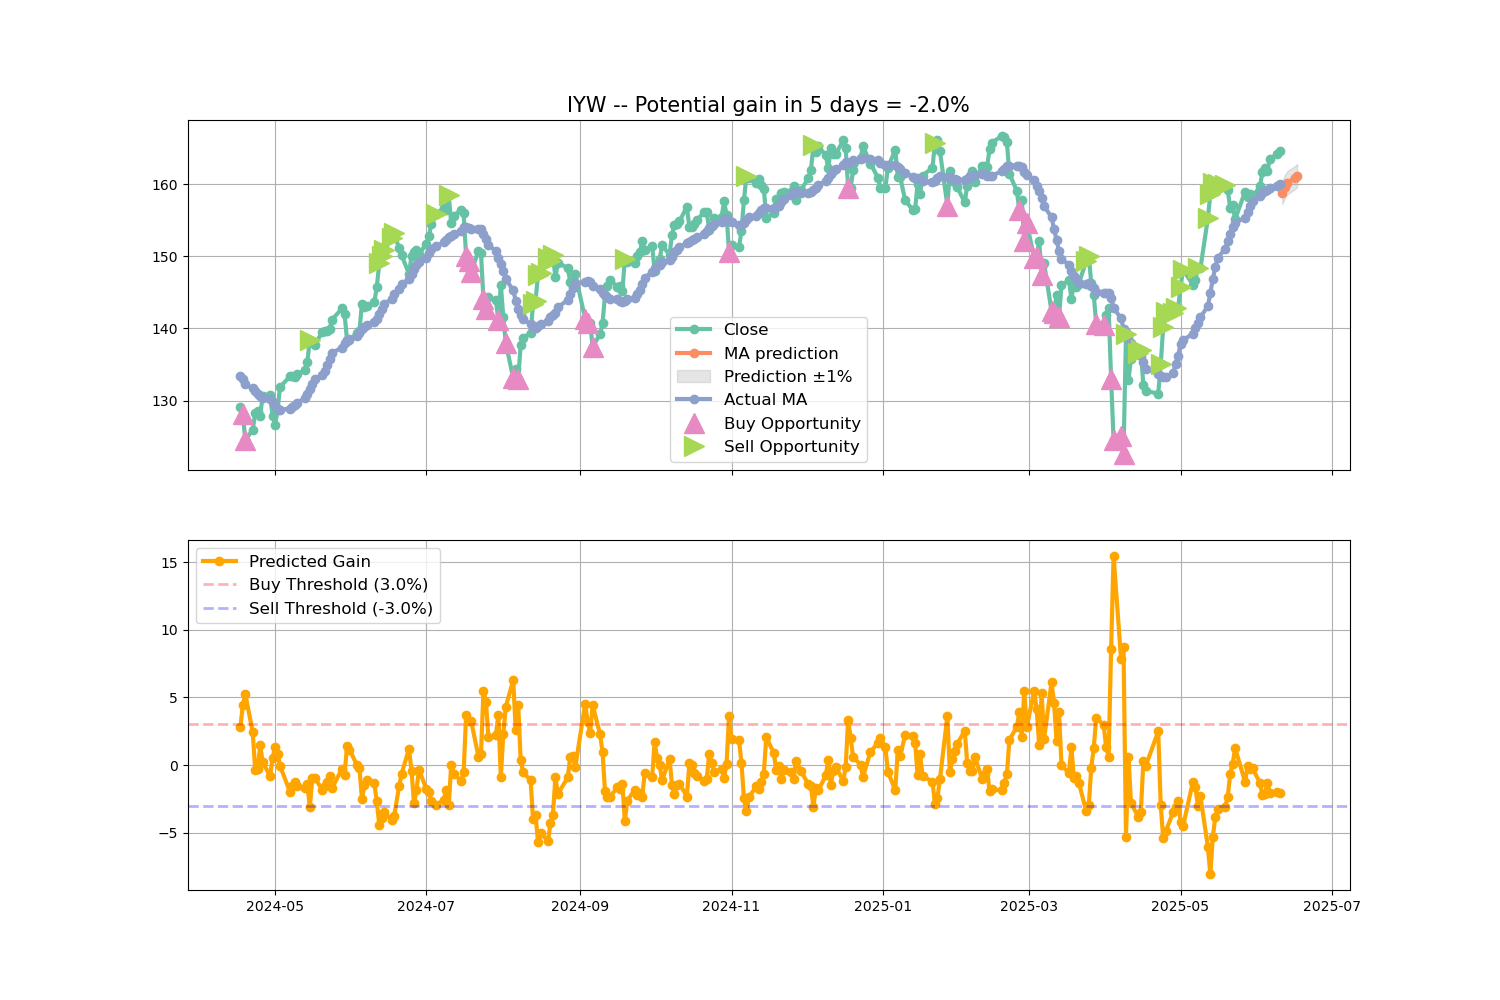 IYW -- Potential gain in 5 days = -2.0%
160
150
140
130
Close
MA prediction
Prediction ±1%
Actual MA
Buy Opportunity
Sell Opportunity
15
10
5
0
−5
Predicted Gain
Buy Threshold (3.0%)
Sell Threshold (-3.0%)
2024-05 2024-07 2024-09 2024-11 2025-01 2025-03 2025-05 2025-07